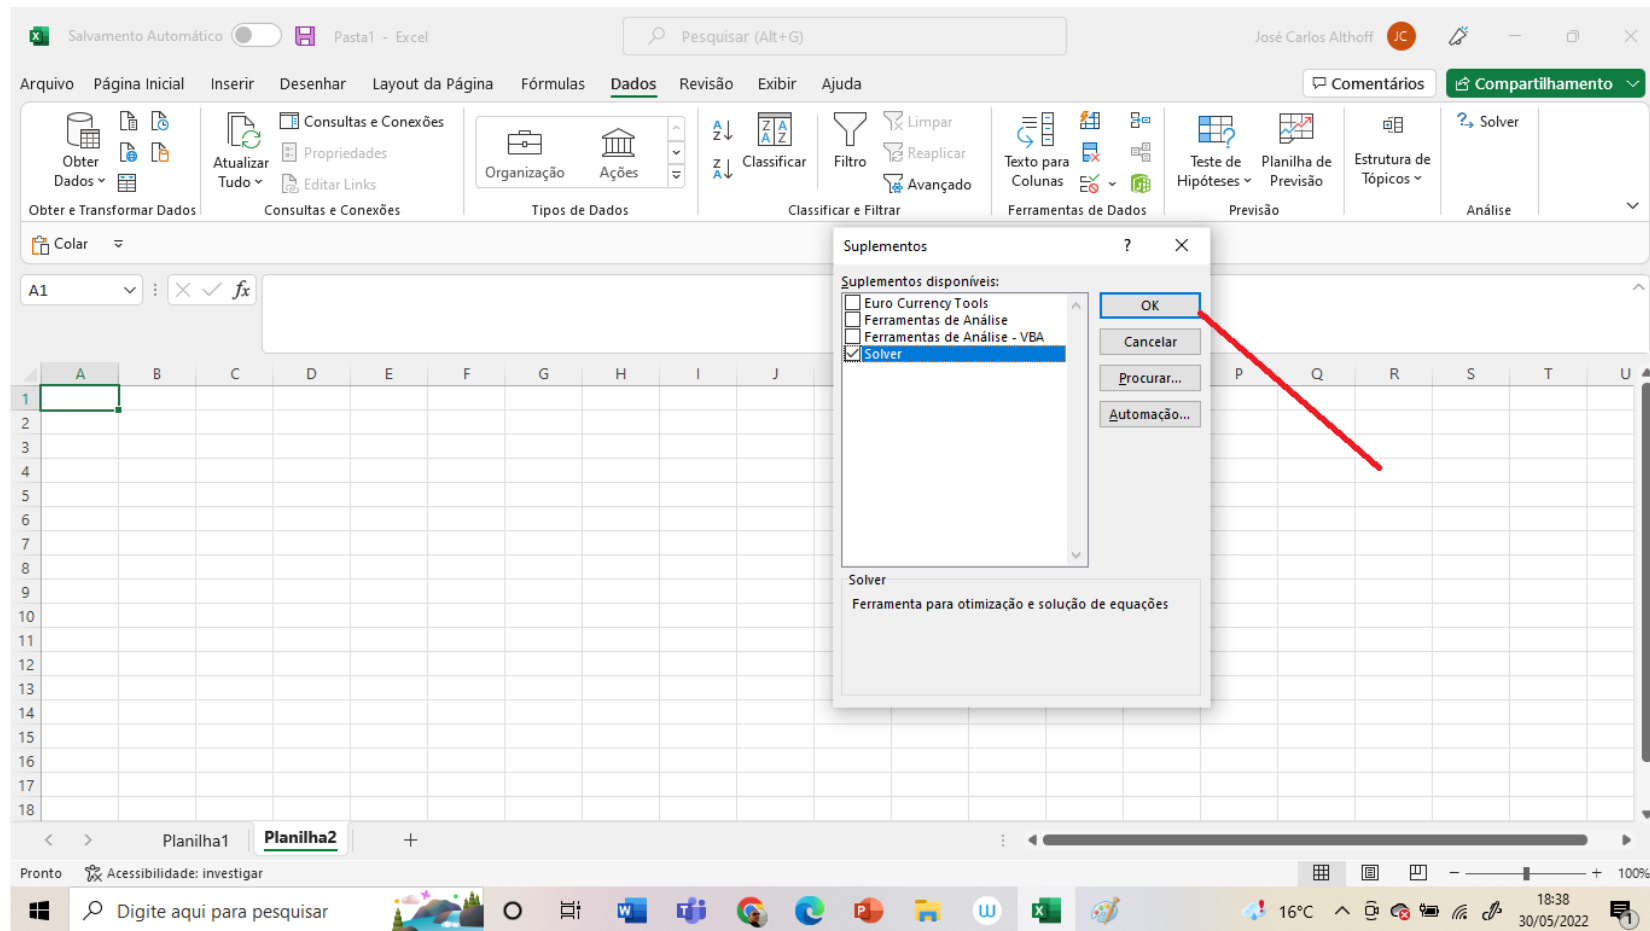 Salvamento Automático
Pasta1 - Excel
Pesquisar (Alt+G)
José Carlos Althoff
JC
Arquivo Página Inicial Inserir Desenhar Layout da Página Fórmulas Dados Revisão Exibir Ajuda
Comentários
Compartilhamento
Obter Dados
Atualizar Tudo
Consultas e Conexões
Propriedades
Editar Links
Organização
Ações
Classificar
Filtro
Limpar
Reaplicar
Avançado
Texto para Colunas
Teste de Hipóteses
Planilha de Previsão
Estrutura de Tópicos
Solver
Obter e Transformar Dados
Consultas e Conexões
Tipos de Dados
Classificar e Filtrar
Ferramentas de Dados
Previsão
Análise
Colar
A1
fx
Suplementos
?
Suplementos disponíveis:
Euro Currency Tools
Ferramentas de Análise
Ferramentas de Análise - VBA
Solver
OK
Cancelar
Procurar...
Automação...
Solver
Ferramenta para otimização e solução de equações
A B C D E F G H I J P Q R S T U
1
2
3
4
5
6
7
8
9
10
11
12
13
14
15
16
17
18
Planilha1 Planilha2
Pronto
Acessibilidade: investigar
100%
Digite aqui para pesquisar
16°C
18:38
30/05/2022
1